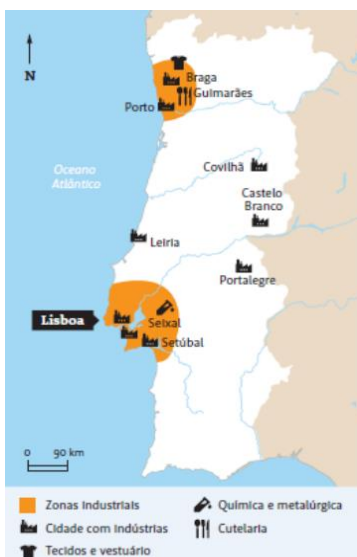 N
Braga
Guimarães
Porto
Oceano
Atlântico
Covilhã
Castelo
Branco
Leiria
Portalegre
Lisboa
Seixal
Setúbal
0 90 km
Zonas industriais
Química e metalúrgica
Cidade com indústrias
Cutelaria
Tecidos e vestuário